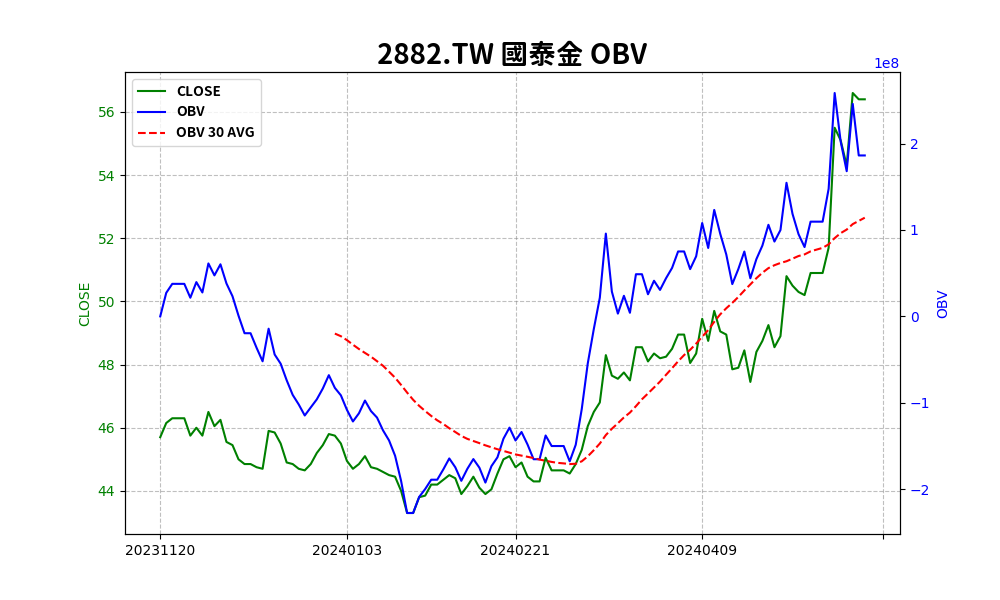 2882.TW 國泰金 OBV
1e8
CLOSE
OBV
OBV 30 AVG
56
54
52
50
48
46
44
CLOSE
2
1
0
−1
−2
OBV
20231120
20240103
20240221
20240409